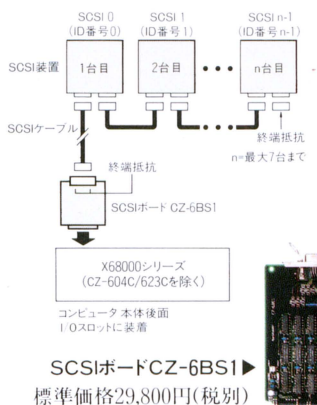 SCSI 0 SCSI 1 SCSI n-1
(ID番号0) (ID番号1) (ID番号n-1)
SCSI装置 1台目 2台目 ••• n台目
SCSIケーブル
終端抵抗
n=最大7台まで
終端抵抗
SCSIボード CZ-6BS1
X68000シリーズ
(CZ-604C/623Cを除く)
コンピュータ本体後面
I/Oスロットに装着
SCSIボードCZ-6BS1▶
標準価格29,800円(税別)